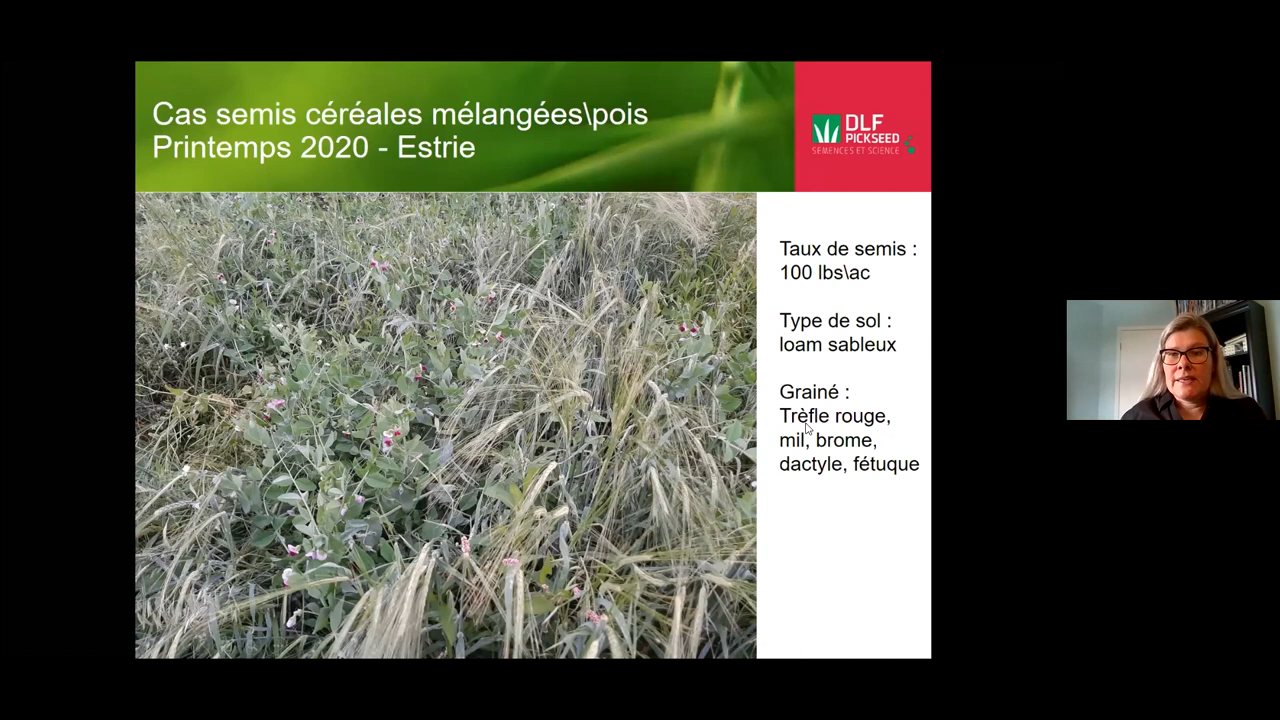 Cas semis céréales mélangées\pois
Printemps 2020 - Estrie
DLF
PICKSEED
SEMENCES ET SCIENCE
Taux de semis :
100 lbs\ac
Type de sol :
loam sableux
Grainé :
Trèfle rouge,
mil, brome,
dactyle, fétuque